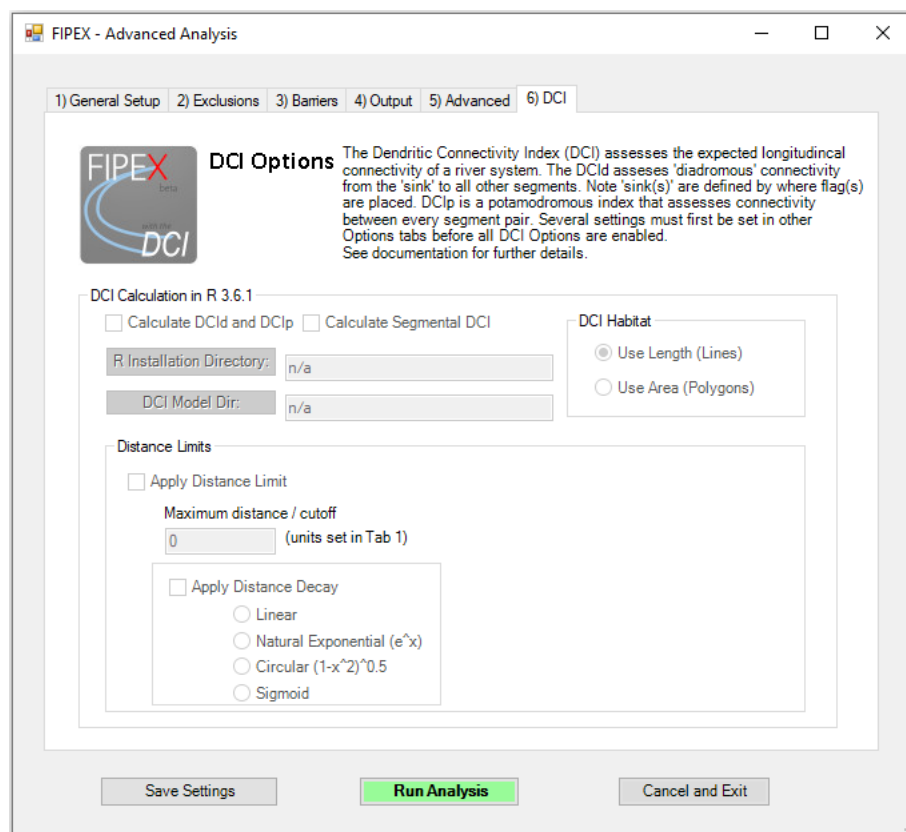 FIPEX - Advanced Analysis
1) General Setup 2) Exclusions 3) Barriers 4) Output 5) Advanced 6) DCI
FIPEX
beta
with the
DCI
DCI Options
The Dendritic Connectivity Index (DCI) assesses the expected longitudincal
connectivity of a river system. The DCId asseses 'diadromous' connectivity
from the 'sink' to all other segments. Note 'sink(s)' are defined by where flag(s)
are placed. DCIp is a potamodromous index that assesses connectivity
between every segment pair. Several settings must first be set in other
Options tabs before all DCI Options are enabled.
See documentation for further details.
DCI Calculation in R 3.6.1
Calculate DCId and DCIp Calculate Segmental DCI
R Installation Directory: n/a
DCI Model Dir: n/a
DCI Habitat
Use Length (Lines)
Use Area (Polygons)
Distance Limits
Apply Distance Limit
Maximum distance / cutoff
0 (units set in Tab 1)
Apply Distance Decay
Linear
Natural Exponential (e^x)
Circular (1-x^2)^0.5
Sigmoid
Save Settings Run Analysis Cancel and Exit